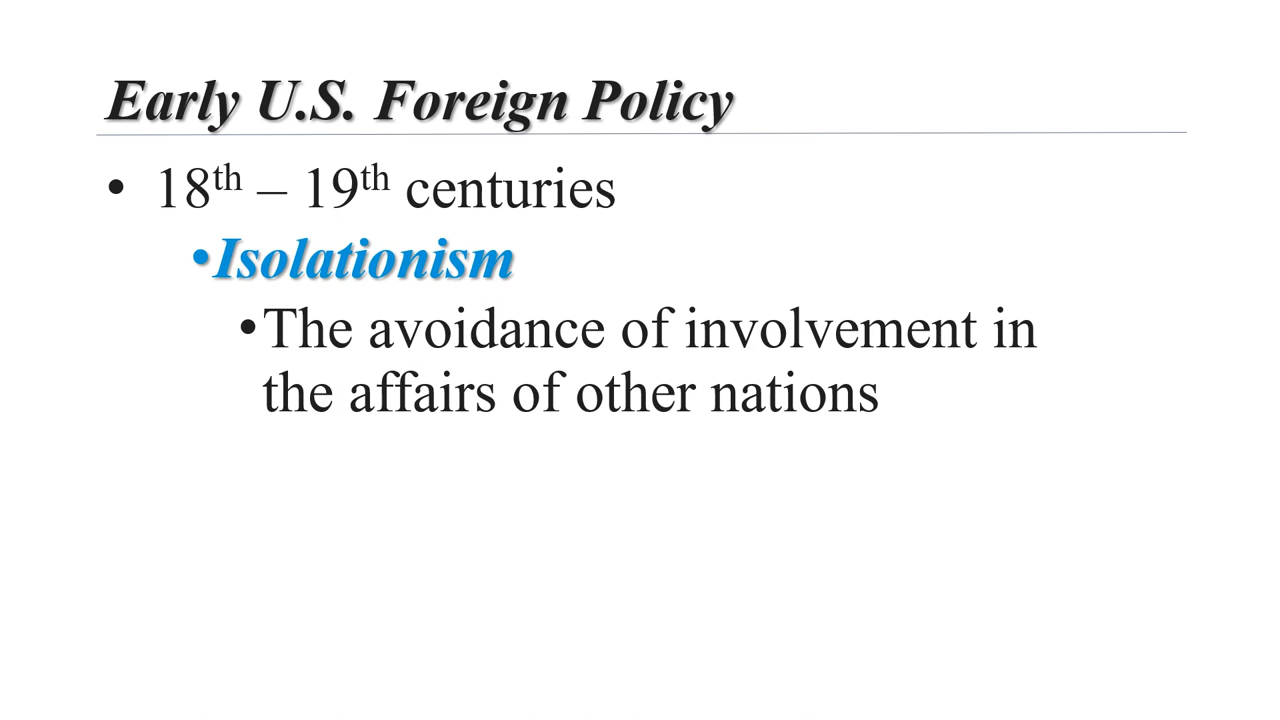 Early U.S. Foreign Policy
• 18th – 19th centuries
•Isolationism
•The avoidance of involvement in
the affairs of other nations